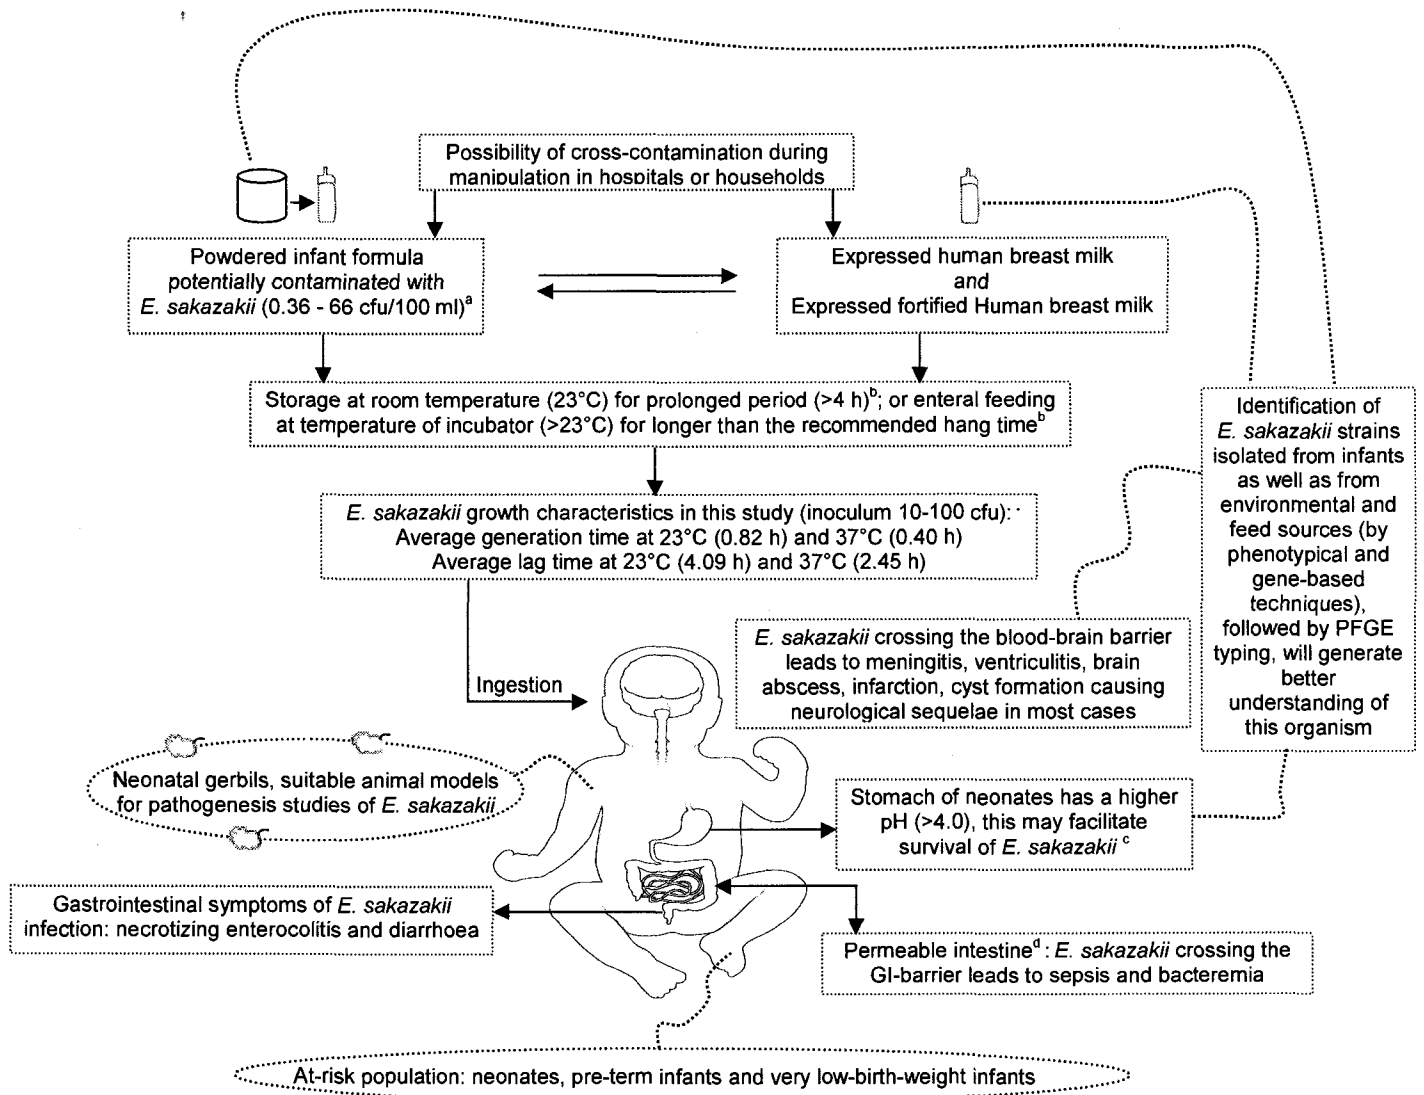 Possibility of cross-contamination during
manipulation in hospitals or households
Powdered infant formula
potentially contaminated with
E. sakazakii (0.36 - 66 cfu/100 ml)ᵃ
Expressed human breast milk
and
Expressed fortified Human breast milk
Storage at room temperature (23°C) for prolonged period (>4 h)ᵇ; or enteral feeding
at temperature of incubator (>23°C) for longer than the recommended hang timeᵇ
E. sakazakii growth characteristics in this study (inoculum 10-100 cfu):
Average generation time at 23°C (0.82 h) and 37°C (0.40 h)
Average lag time at 23°C (4.09 h) and 37°C (2.45 h)
Identification of
E. sakazakii strains
isolated from infants
as well as from
environmental and
feed sources (by
phenotypical and
gene-based
techniques),
followed by PFGE
typing, will generate
better
understanding of
this organism
E. sakazakii crossing the blood-brain barrier
leads to meningitis, ventriculitis, brain
abscess, infarction, cyst formation causing
neurological sequelae in most cases
Ingestion
Neonatal gerbils, suitable animal models
for pathogenesis studies of E. sakazakii
Stomach of neonates has a higher
pH (>4.0), this may facilitate
survival of E. sakazakii ᶜ
Gastrointestinal symptoms of E. sakazakii
infection: necrotizing enterocolitis and diarrhoea
Permeable intestineᵈ : E. sakazakii crossing the
GI-barrier leads to sepsis and bacteremia
At-risk population: neonates, pre-term infants and very low-birth-weight infants